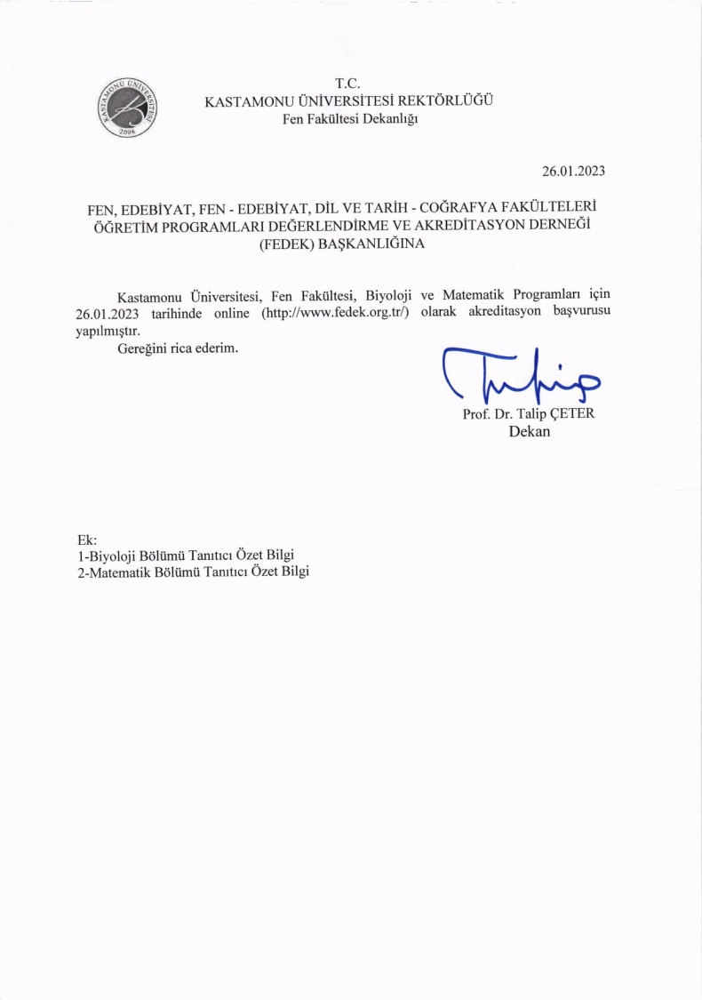 KASTAMONU ÜNİVERSİTESİ
2006
T.C.
KASTAMONU ÜNİVERSİTESİ REKTÖRLÜĞÜ
Fen Fakültesi Dekanlığı
26.01.2023
FEN, EDEBİYAT, FEN - EDEBİYAT, DİL VE TARİH - COĞRAFYA FAKÜLTELERİ
ÖĞRETİM PROGRAMLARI DEĞERLENDİRME VE AKREDİTASYON DERNEĞİ
(FEDEK) BAŞKANLIĞINA
Kastamonu Üniversitesi, Fen Fakültesi, Biyoloji ve Matematik Programları için
26.01.2023 tarihinde online (http://www.fedek.org.tr/) olarak akreditasyon başvurusu
yapılmıştır.
Gereğini rica ederim.
Talip
Prof. Dr. Talip ÇETER
Dekan
Ek:
1-Biyoloji Bölümü Tanıtıcı Özet Bilgi
2-Matematik Bölümü Tanıtıcı Özet Bilgi